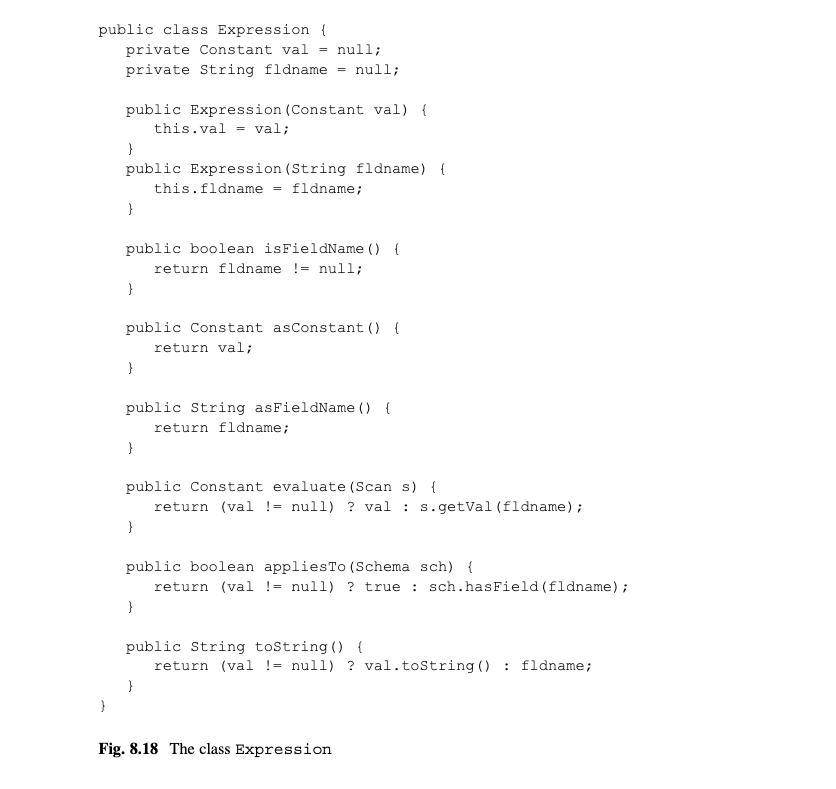 public class Expression {
private Constant val = null;
private String fldname = null;
public Expression(Constant val) {
this.val = val;
}
public Expression(String fldname) {
this.fldname = fldname;
}
public boolean isFieldName() {
return fldname != null;
}
public Constant asConstant() {
return val;
}
public String asFieldName() {
return fldname;
}
public Constant evaluate(Scan s) {
return (val != null) ? val : s.getVal(fldname);
}
public boolean appliesTo(Schema sch) {
return (val != null) ? true : sch.hasField(fldname);
}
public String toString() {
return (val != null) ? val.toString() : fldname;
}
}
Fig. 8.18 The class Expression